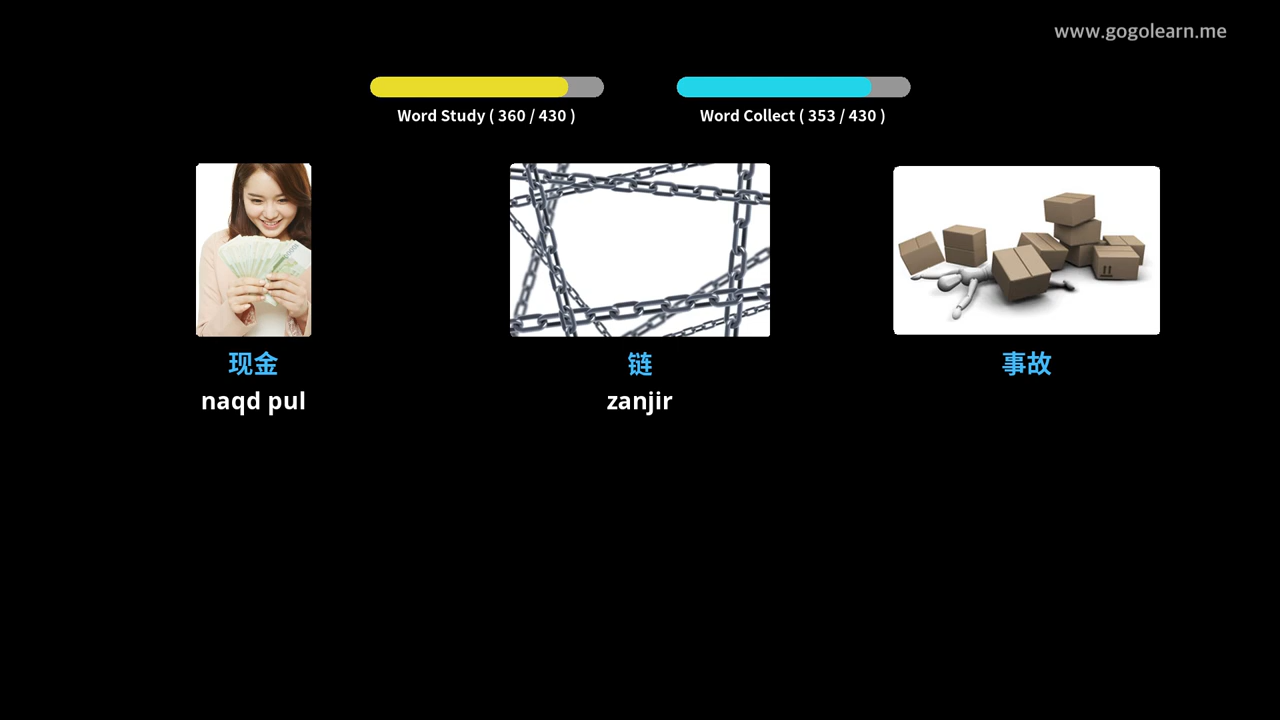 www.gogolearn.me
Word Study ( 360 / 430 )
Word Collect ( 353 / 430 )
现金
链
事故
naqd pul
zanjir